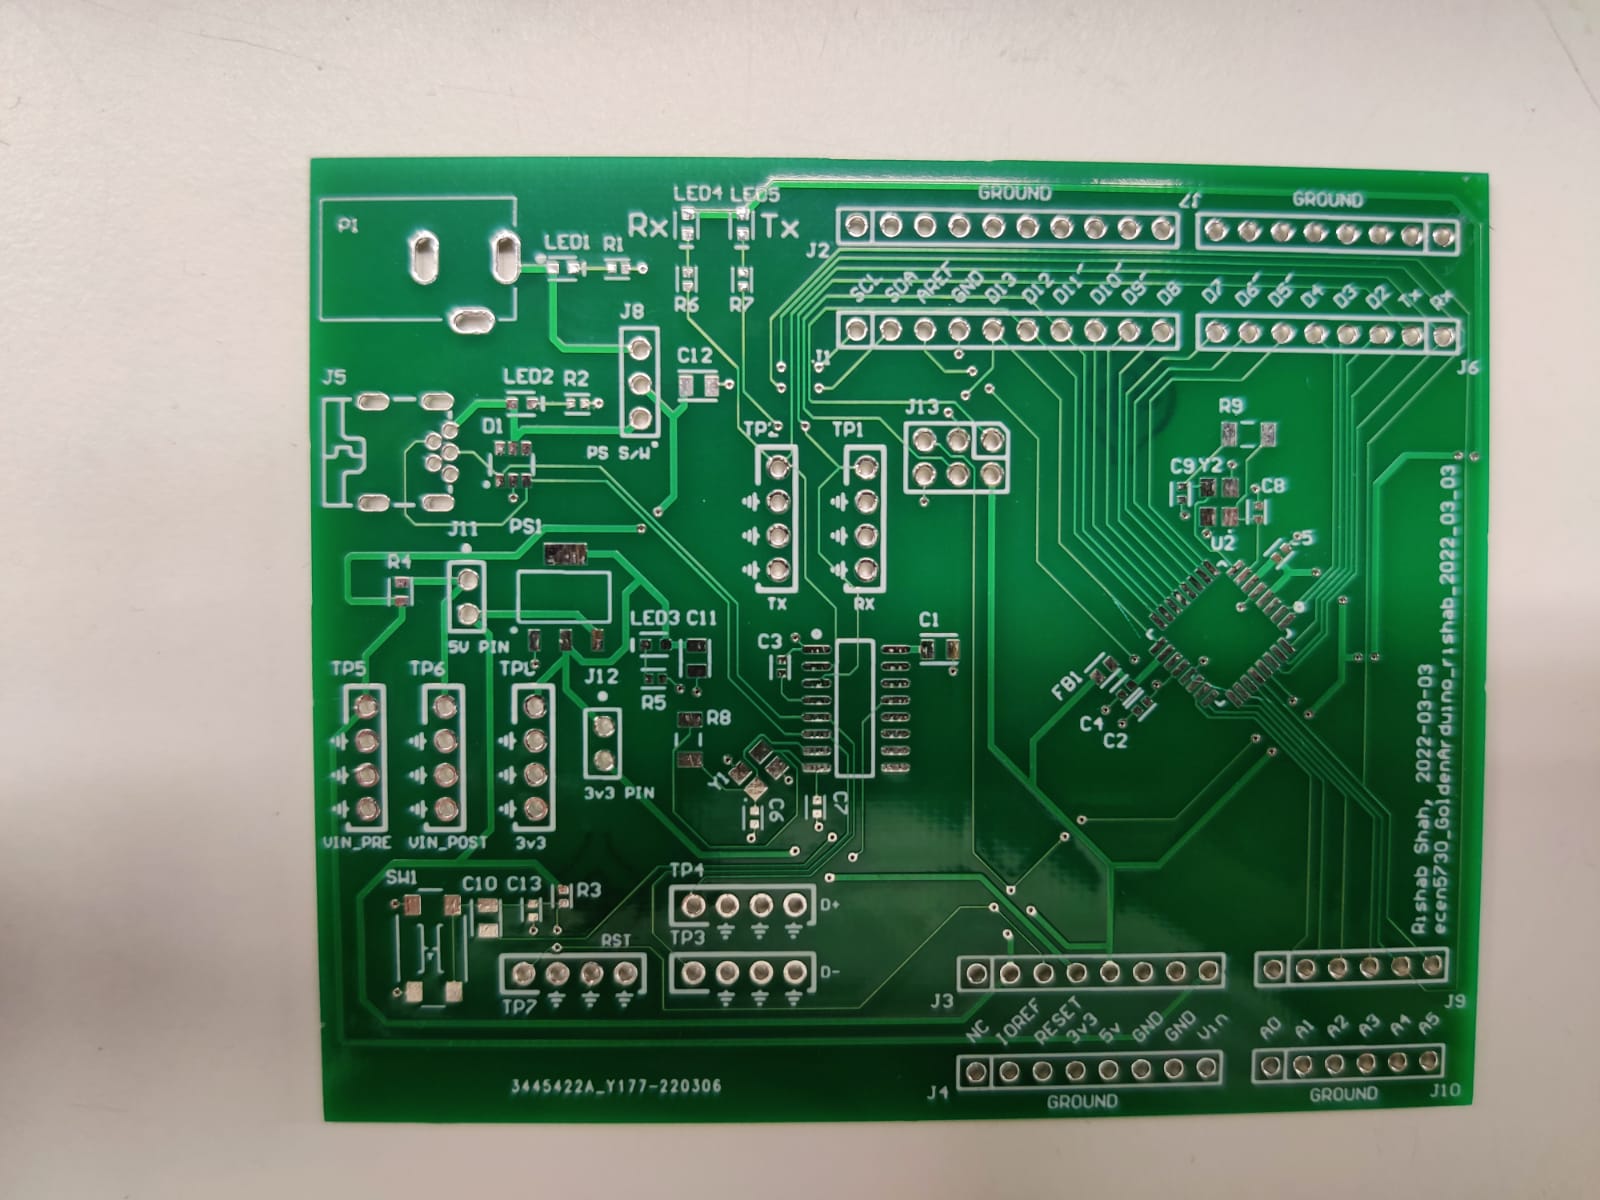 LED4 LED5
GROUND
J7
GROUND
P1
Rx
Tx
J2
LED1 R1
R6 R7
SCL SDA AREF GND D13 D12 D11 D10 D9 D8
D7 D6 D5 D4 D3 D2 Tx Rx
J8
J1
J6
C12
J5
LED2 R2
D1
PS S/W
TP2
TP1
J13
R9
C9 Y2
C8
J11
PS1
U2
R4
5V PIN
TX
RX
LED3 C11
C1
C3
TP5
TP6
J12
R5
FB1
C4
C2
R8
Y1
3v3 PIN
C6
C7
VIN_PRE
VIN_POST
3v3
SW1
C10 C13
R3
TP4
D+
TP3
RST
D-
TP7
J3
NC IOREF RESET 3v3 5v GND GND Vin
J9
A0 A1 A2 A3 A4 A5
J4
GROUND
GROUND
J10
3445422A_Y177-220306
Rishab Shah, 2022-03-03
ecen5730_GoldenArduino_rishab_2022_03_03